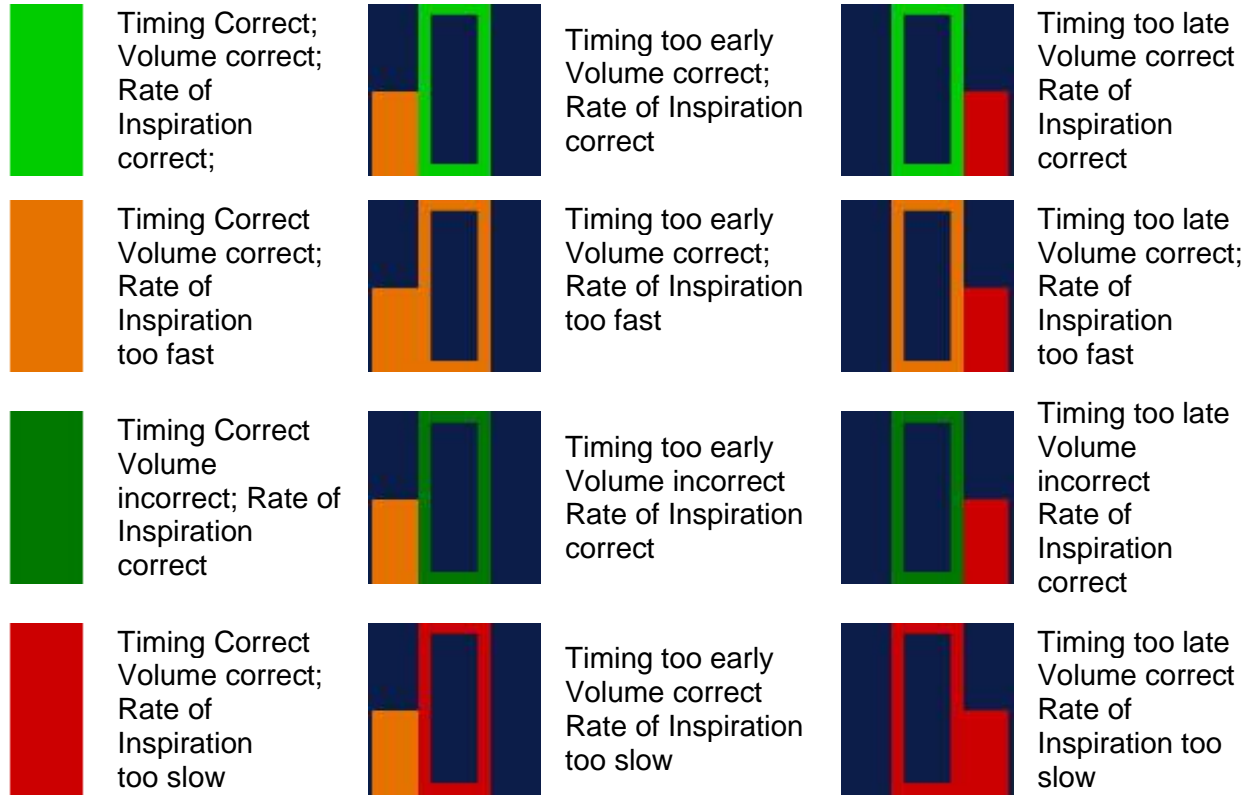 Timing Correct;
Volume correct;
Rate of
Inspiration
correct;
Timing too early
Volume correct;
Rate of Inspiration
correct
Timing too late
Volume correct
Rate of
Inspiration
correct
Timing Correct
Volume correct;
Rate of
Inspiration
too fast
Timing too early
Volume correct;
Rate of Inspiration
too fast
Timing too late
Volume correct;
Rate of
Inspiration
too fast
Timing Correct
Volume
incorrect; Rate of
Inspiration
correct
Timing too early
Volume incorrect
Rate of Inspiration
correct
Timing too late
Volume
incorrect
Rate of
Inspiration
correct
Timing Correct
Volume correct;
Rate of
Inspiration
too slow
Timing too early
Volume correct
Rate of Inspiration
too slow
Timing too late
Volume correct
Rate of
Inspiration too
slow